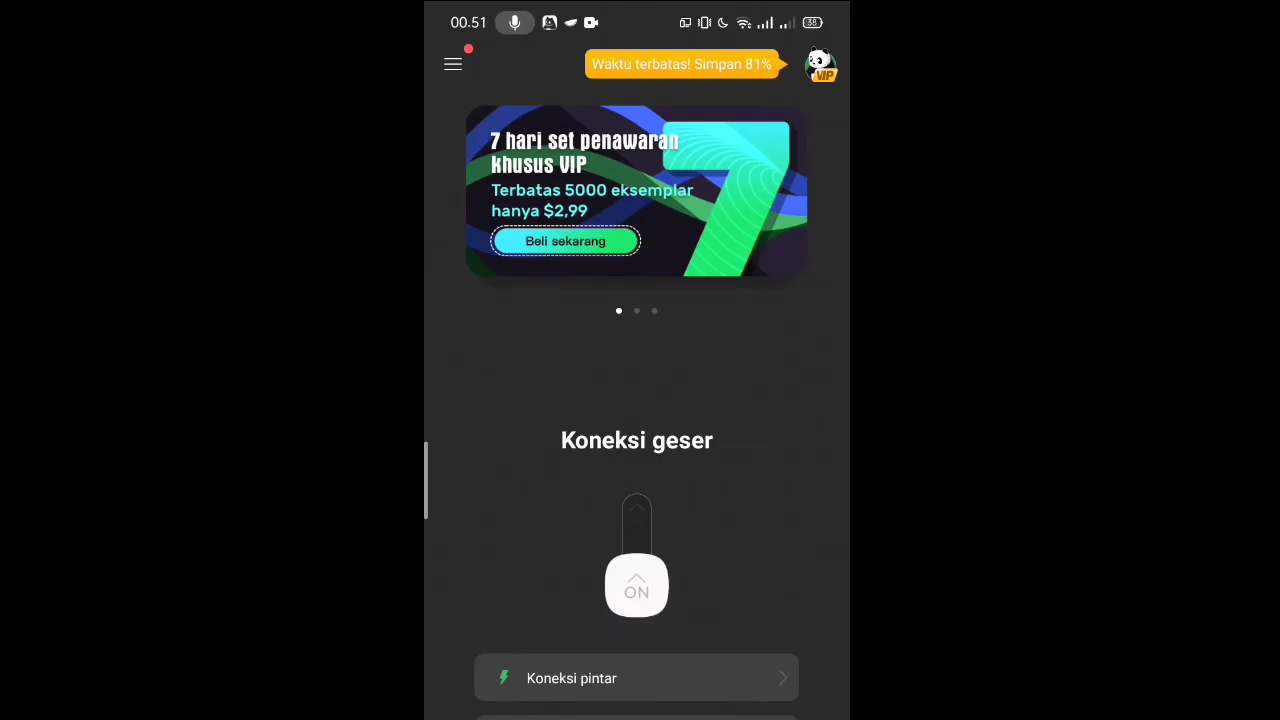 00.51
38
Waktu terbatas! Simpan 81%
VIP
7 hari set penawaran
khusus VIP
Terbatas 5000 eksemplar
hanya $2,99
Beli sekarang
7
Koneksi geser
ON
Koneksi pintar